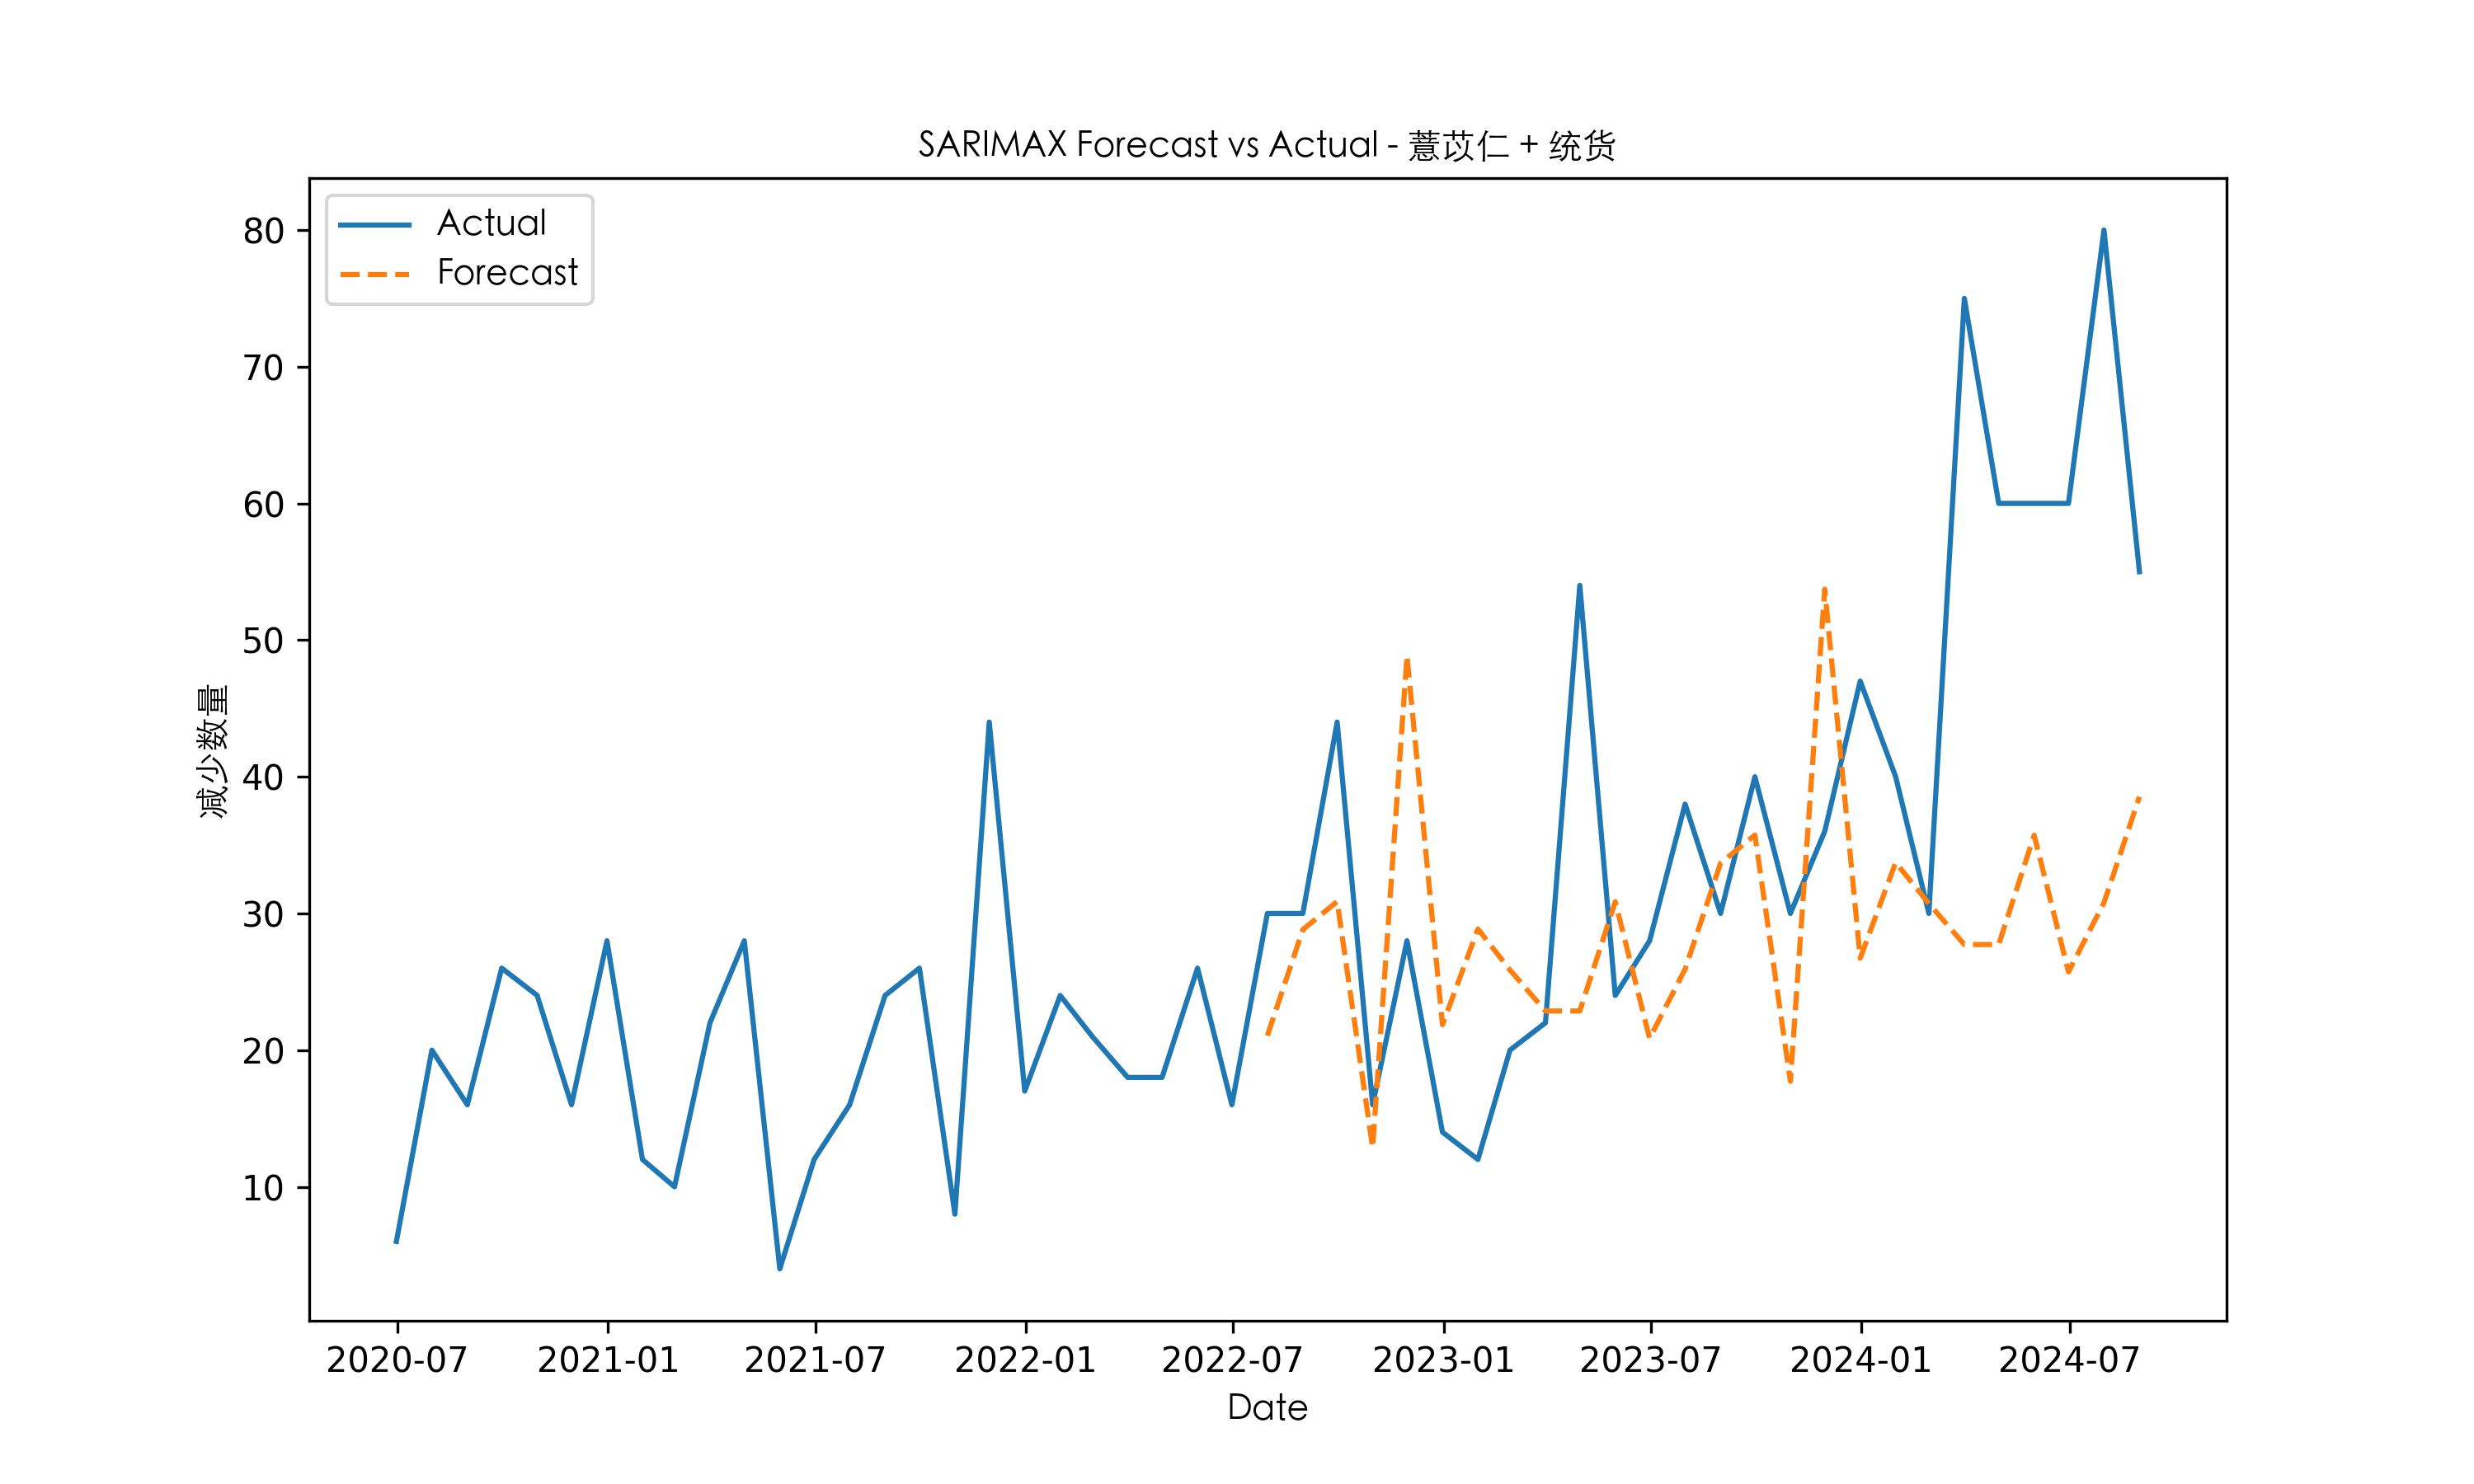 SARIMAX Forecast vs Actual - 薏苡仁 + 统货
Actual
Forecast
80
70
60
50
40
30
20
10
减少数量
2020-07 2021-01 2021-07 2022-01 2022-07 2023-01 2023-07 2024-01 2024-07
Date